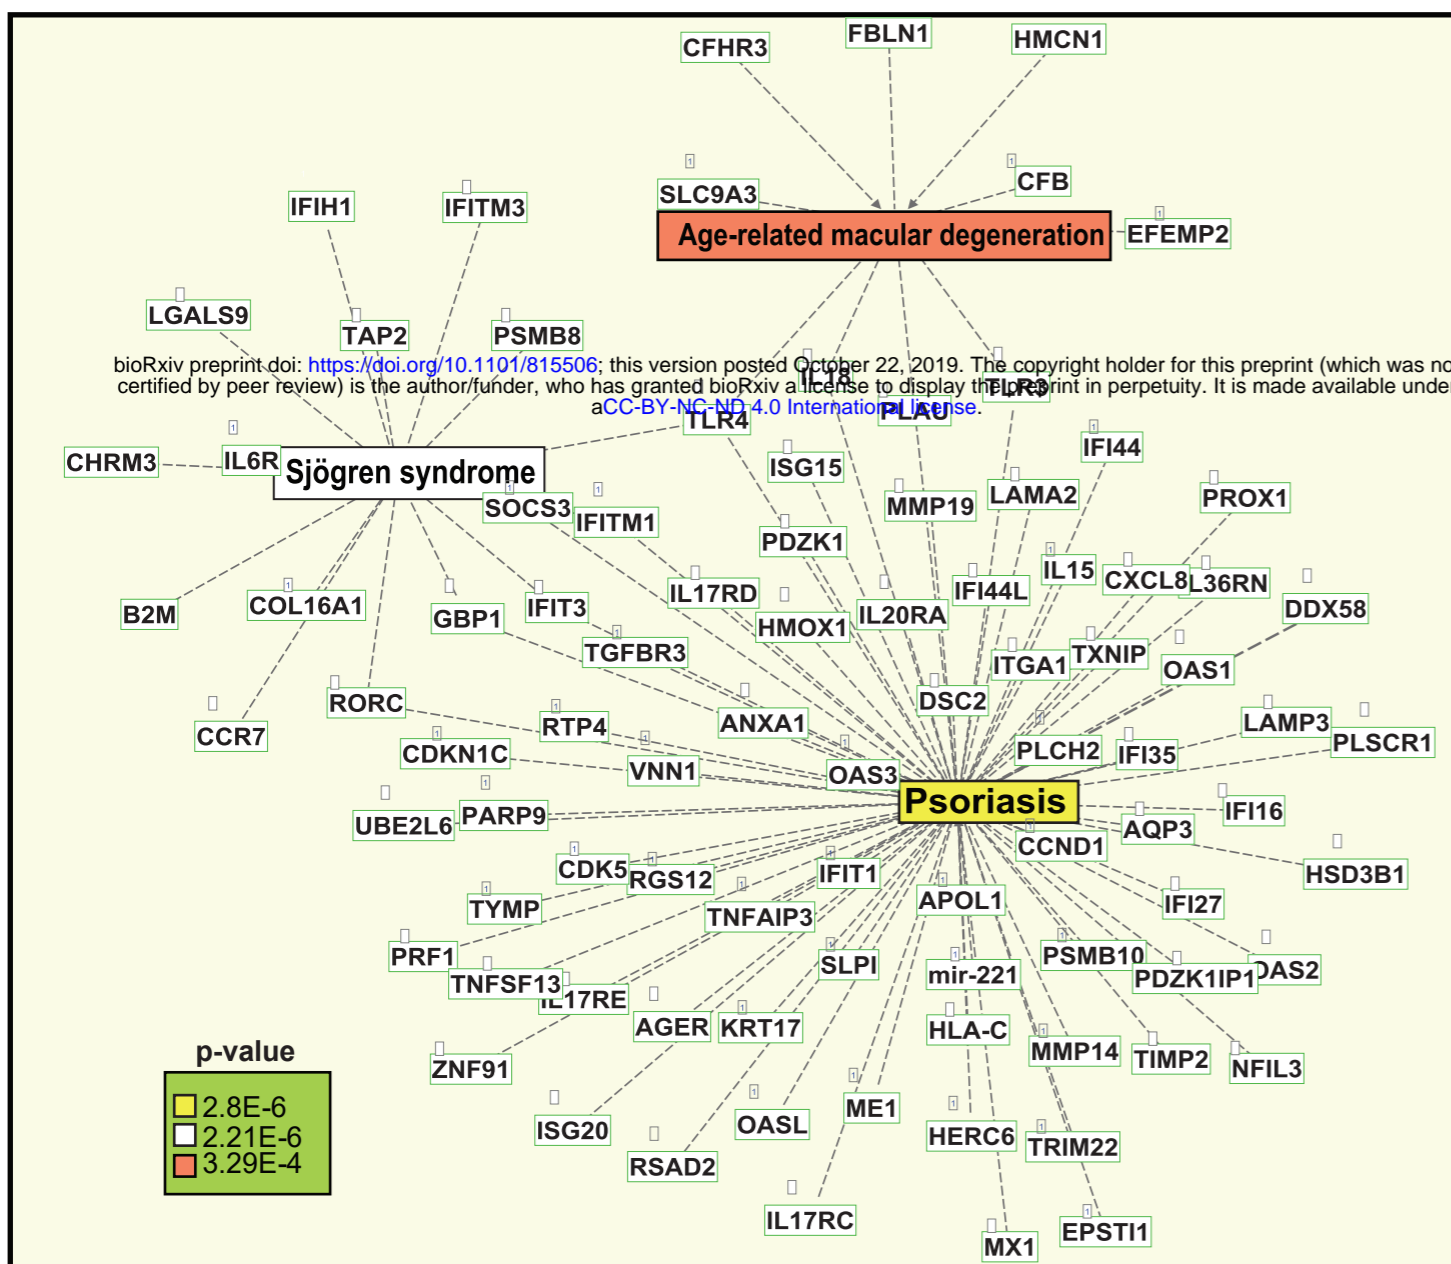 FBLN1
CFHR3
HMCN1
SLC9A3
CFB
IFIH1
IFITM3
Age-related macular degeneration
EFEMP2
LGALS9
TAP2
PSMB8
bioRxiv preprint doi: https://doi.org/10.1101/815506; this version posted October 22, 2019. The copyright holder for this preprint (which was no
certified by peer review) is the author/funder, who has granted bioRxiv a license to display the preprint in perpetuity. It is made available under
aCC-BY-NC-ND 4.0 International license.
IL18
TLR3
PLAU
TLR4
IFI44
CHRM3
IL6R
Sjögren syndrome
ISG15
LAMA2
PROX1
SOCS3
IFITM1
MMP19
PDZK1
IL15
CXCL8
L36RN
IL17RD
IFI44L
B2M
COL16A1
GBP1
IFIT3
HMOX1
IL20RA
DDX58
TGFBR3
ITGA1
TXNIP
OAS1
RORC
DSC2
CCR7
RTP4
ANXA1
LAMP3
PLSCR1
CDKN1C
PLCH2
IFI35
VNN1
OAS3
Psoriasis
UBE2L6
PARP9
IFI16
AQP3
CCND1
CDK5
RGS12
IFIT1
HSD3B1
TYMP
TNFAIP3
APOL1
IFI27
PRF1
PSMB10
SLPI
mir-221
PDZK1IP1
OAS2
TNFSF13
IL17RE
AGER
KRT17
HLA-C
MMP14
TIMP2
NFIL3
p-value
ZNF91
2.8E-6
2.21E-6
3.29E-4
ISG20
OASL
ME1
HERC6
TRIM22
RSAD2
IL17RC
MX1
EPSTI1